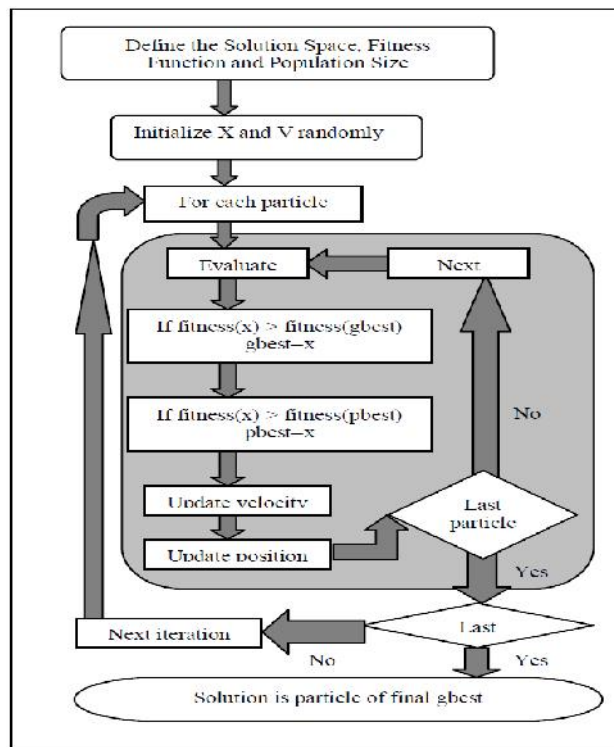 Define the Solution Space, Fitness
Function and Population Size
Initialize X and V randomly
For each particle
Evaluate
Next
If fitness(x) > fitness(gbest)
gbest=x
If fitness(x) > fitness(pbest)
pbest=x
No
Update velocity
Last
particle
Update position
Yes
Next iteration
Last
No
Yes
Solution is particle of final gbest